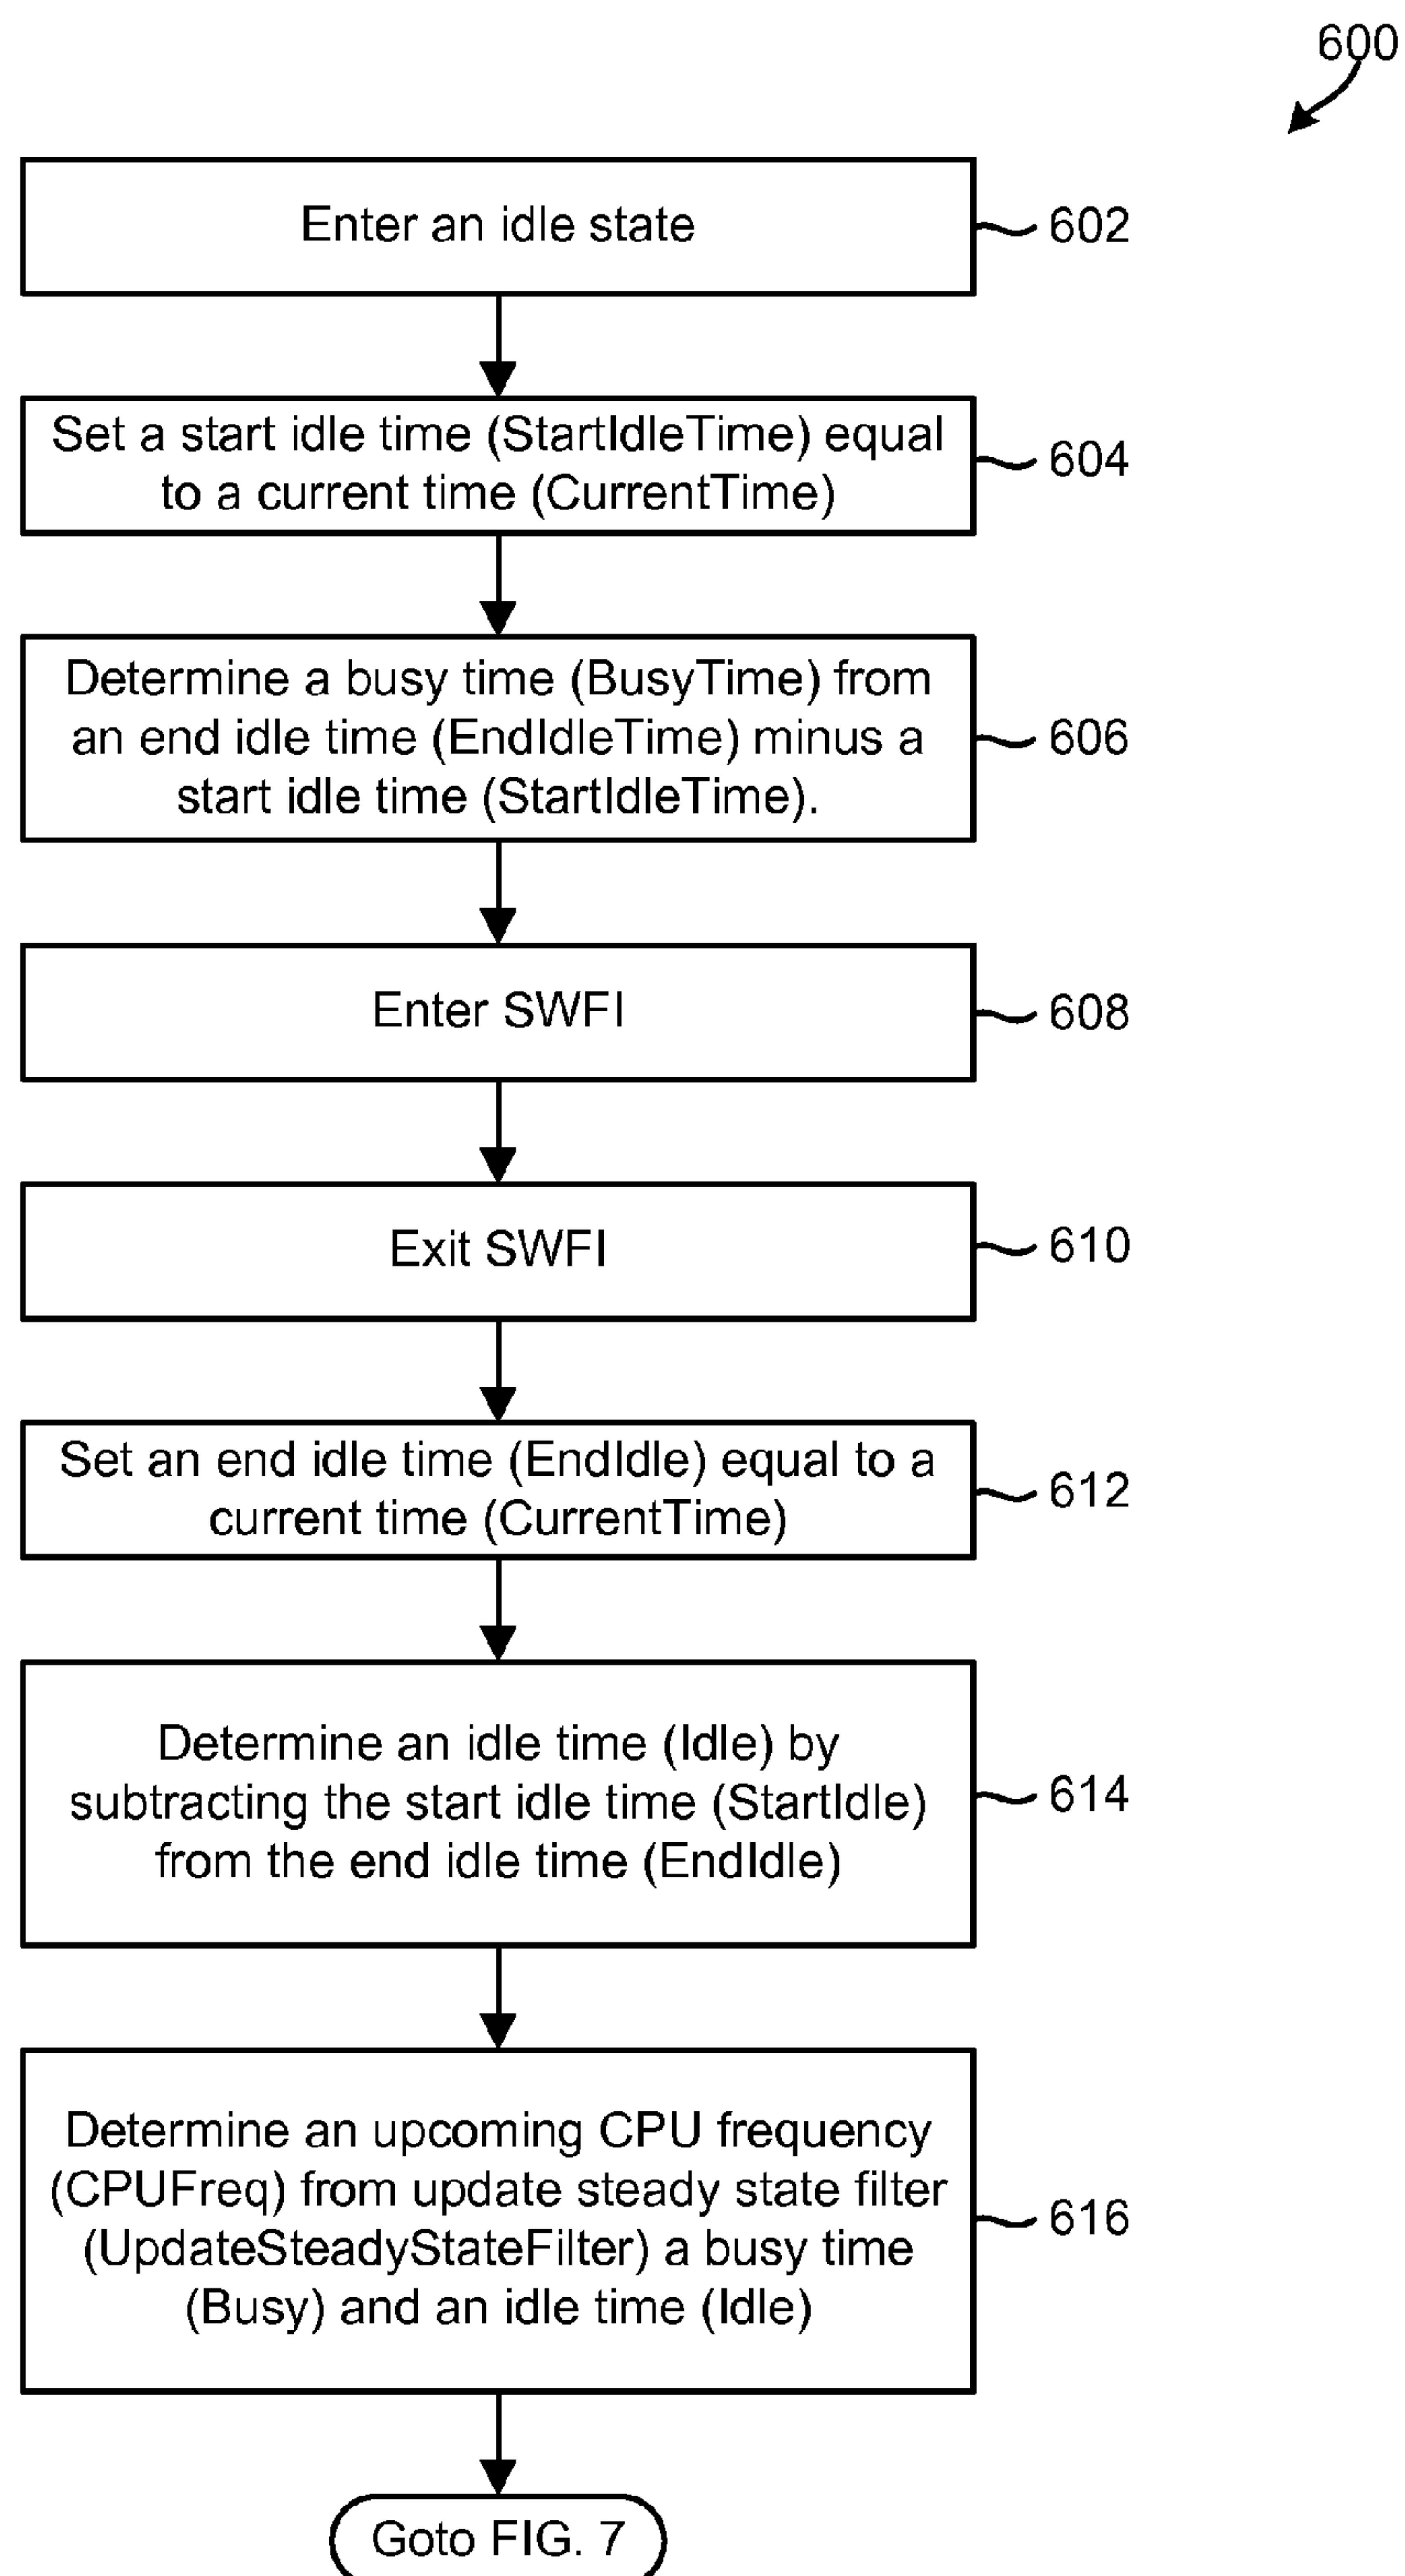 600
Enter an idle state
602
Set a start idle time (StartIdleTime) equal
to a current time (CurrentTime)
604
Determine a busy time (BusyTime) from
an end idle time (EndIdleTime) minus a
start idle time (StartIdleTime).
606
Enter SWFI
608
Exit SWFI
610
Set an end idle time (EndIdle) equal to a
current time (CurrentTime)
612
Determine an idle time (Idle) by
subtracting the start idle time (StartIdle)
from the end idle time (EndIdle)
614
Determine an upcoming CPU frequency
(CPUFreq) from update steady state filter
(UpdateSteadyStateFilter) a busy time
(Busy) and an idle time (Idle)
616
Goto FIG. 7